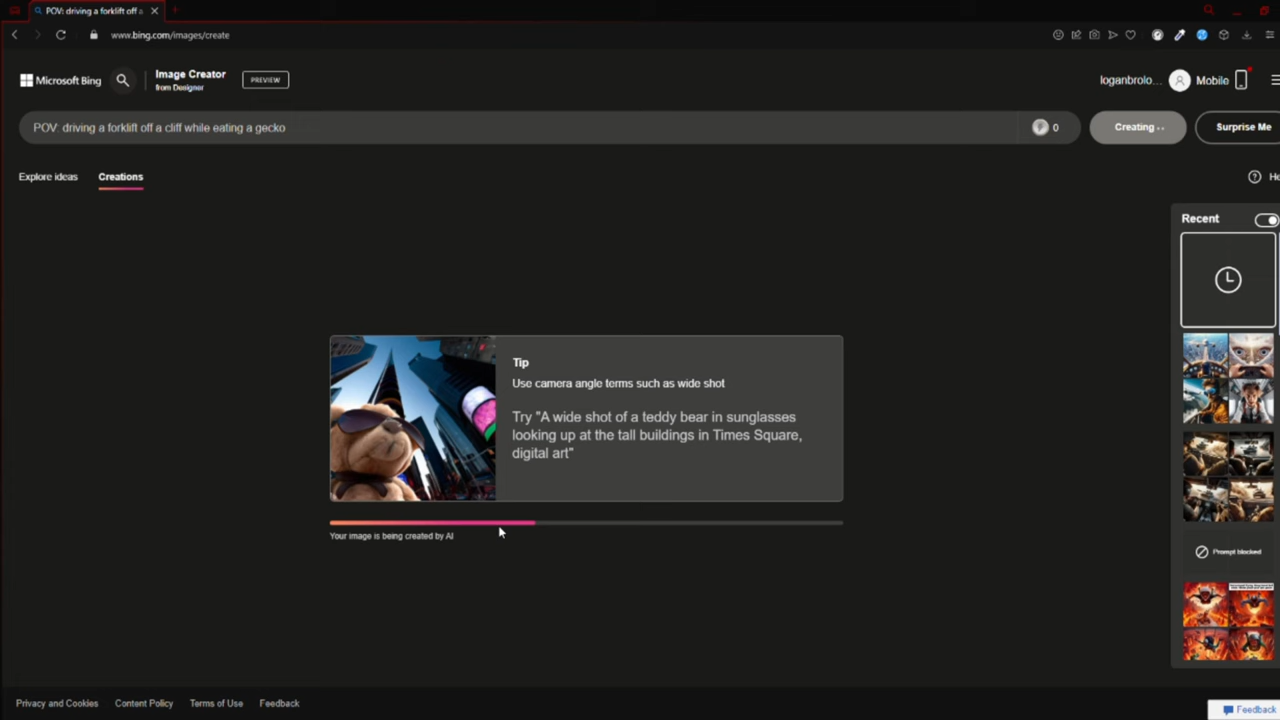 POV: driving a forklift off a
www.bing.com/images/create
Microsoft Bing
Image Creator
from Designer
PREVIEW
loganbrolo...
Mobile
POV: driving a forklift off a cliff while eating a gecko
0
Creating..
Surprise Me
Explore ideas
Creations
He
Recent
Tip
Use camera angle terms such as wide shot
Try "A wide shot of a teddy bear in sunglasses
looking up at the tall buildings in Times Square,
digital art"
Your image is being created by AI
Prompt blocked
Privacy and Cookies
Content Policy
Terms of Use
Feedback
Feedback